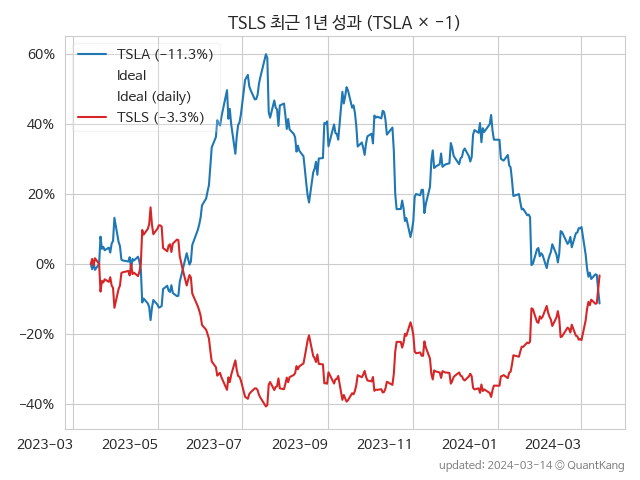 TSLS 최근 1년 성과 (TSLA × −1)
TSLA (−11.3%)
Ideal
Ideal (daily)
TSLS (−3.3%)
60%
40%
20%
0%
−20%
−40%
2023−03 2023−05 2023−07 2023−09 2023−11 2024−01 2024−03
updated: 2024−03−14 © QuantKang